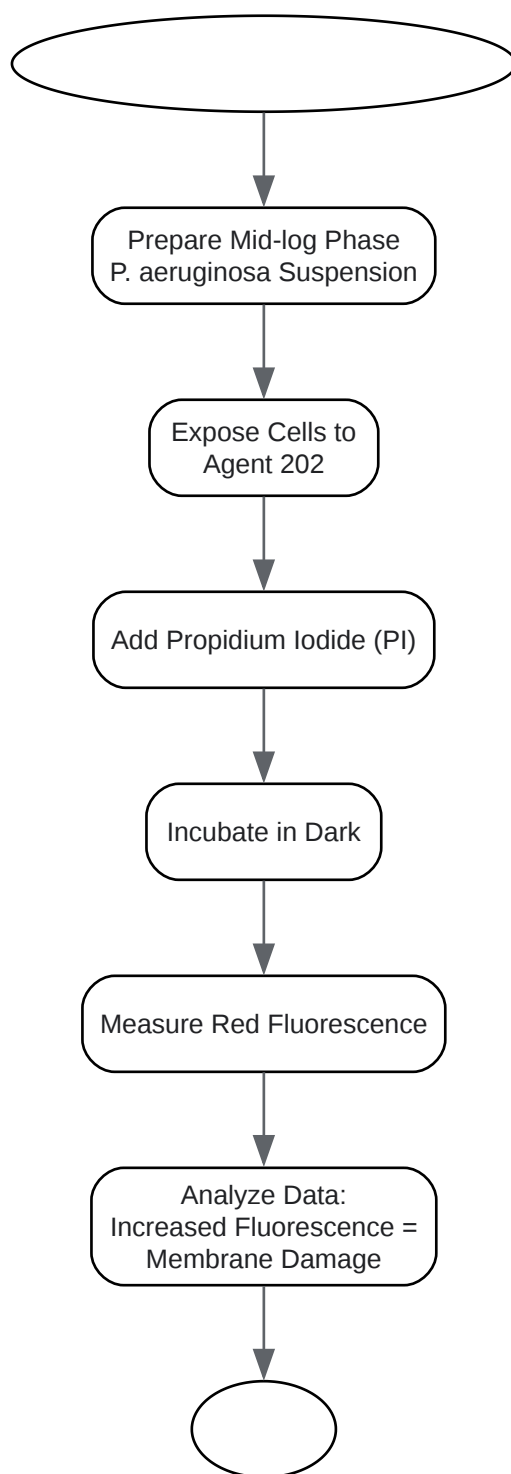 Prepare Mid-log Phase
P. aeruginosa Suspension
Expose Cells to
Agent 202
Add Propidium Iodide (PI)
Incubate in Dark
Measure Red Fluorescence
Analyze Data:
Increased Fluorescence =
Membrane Damage